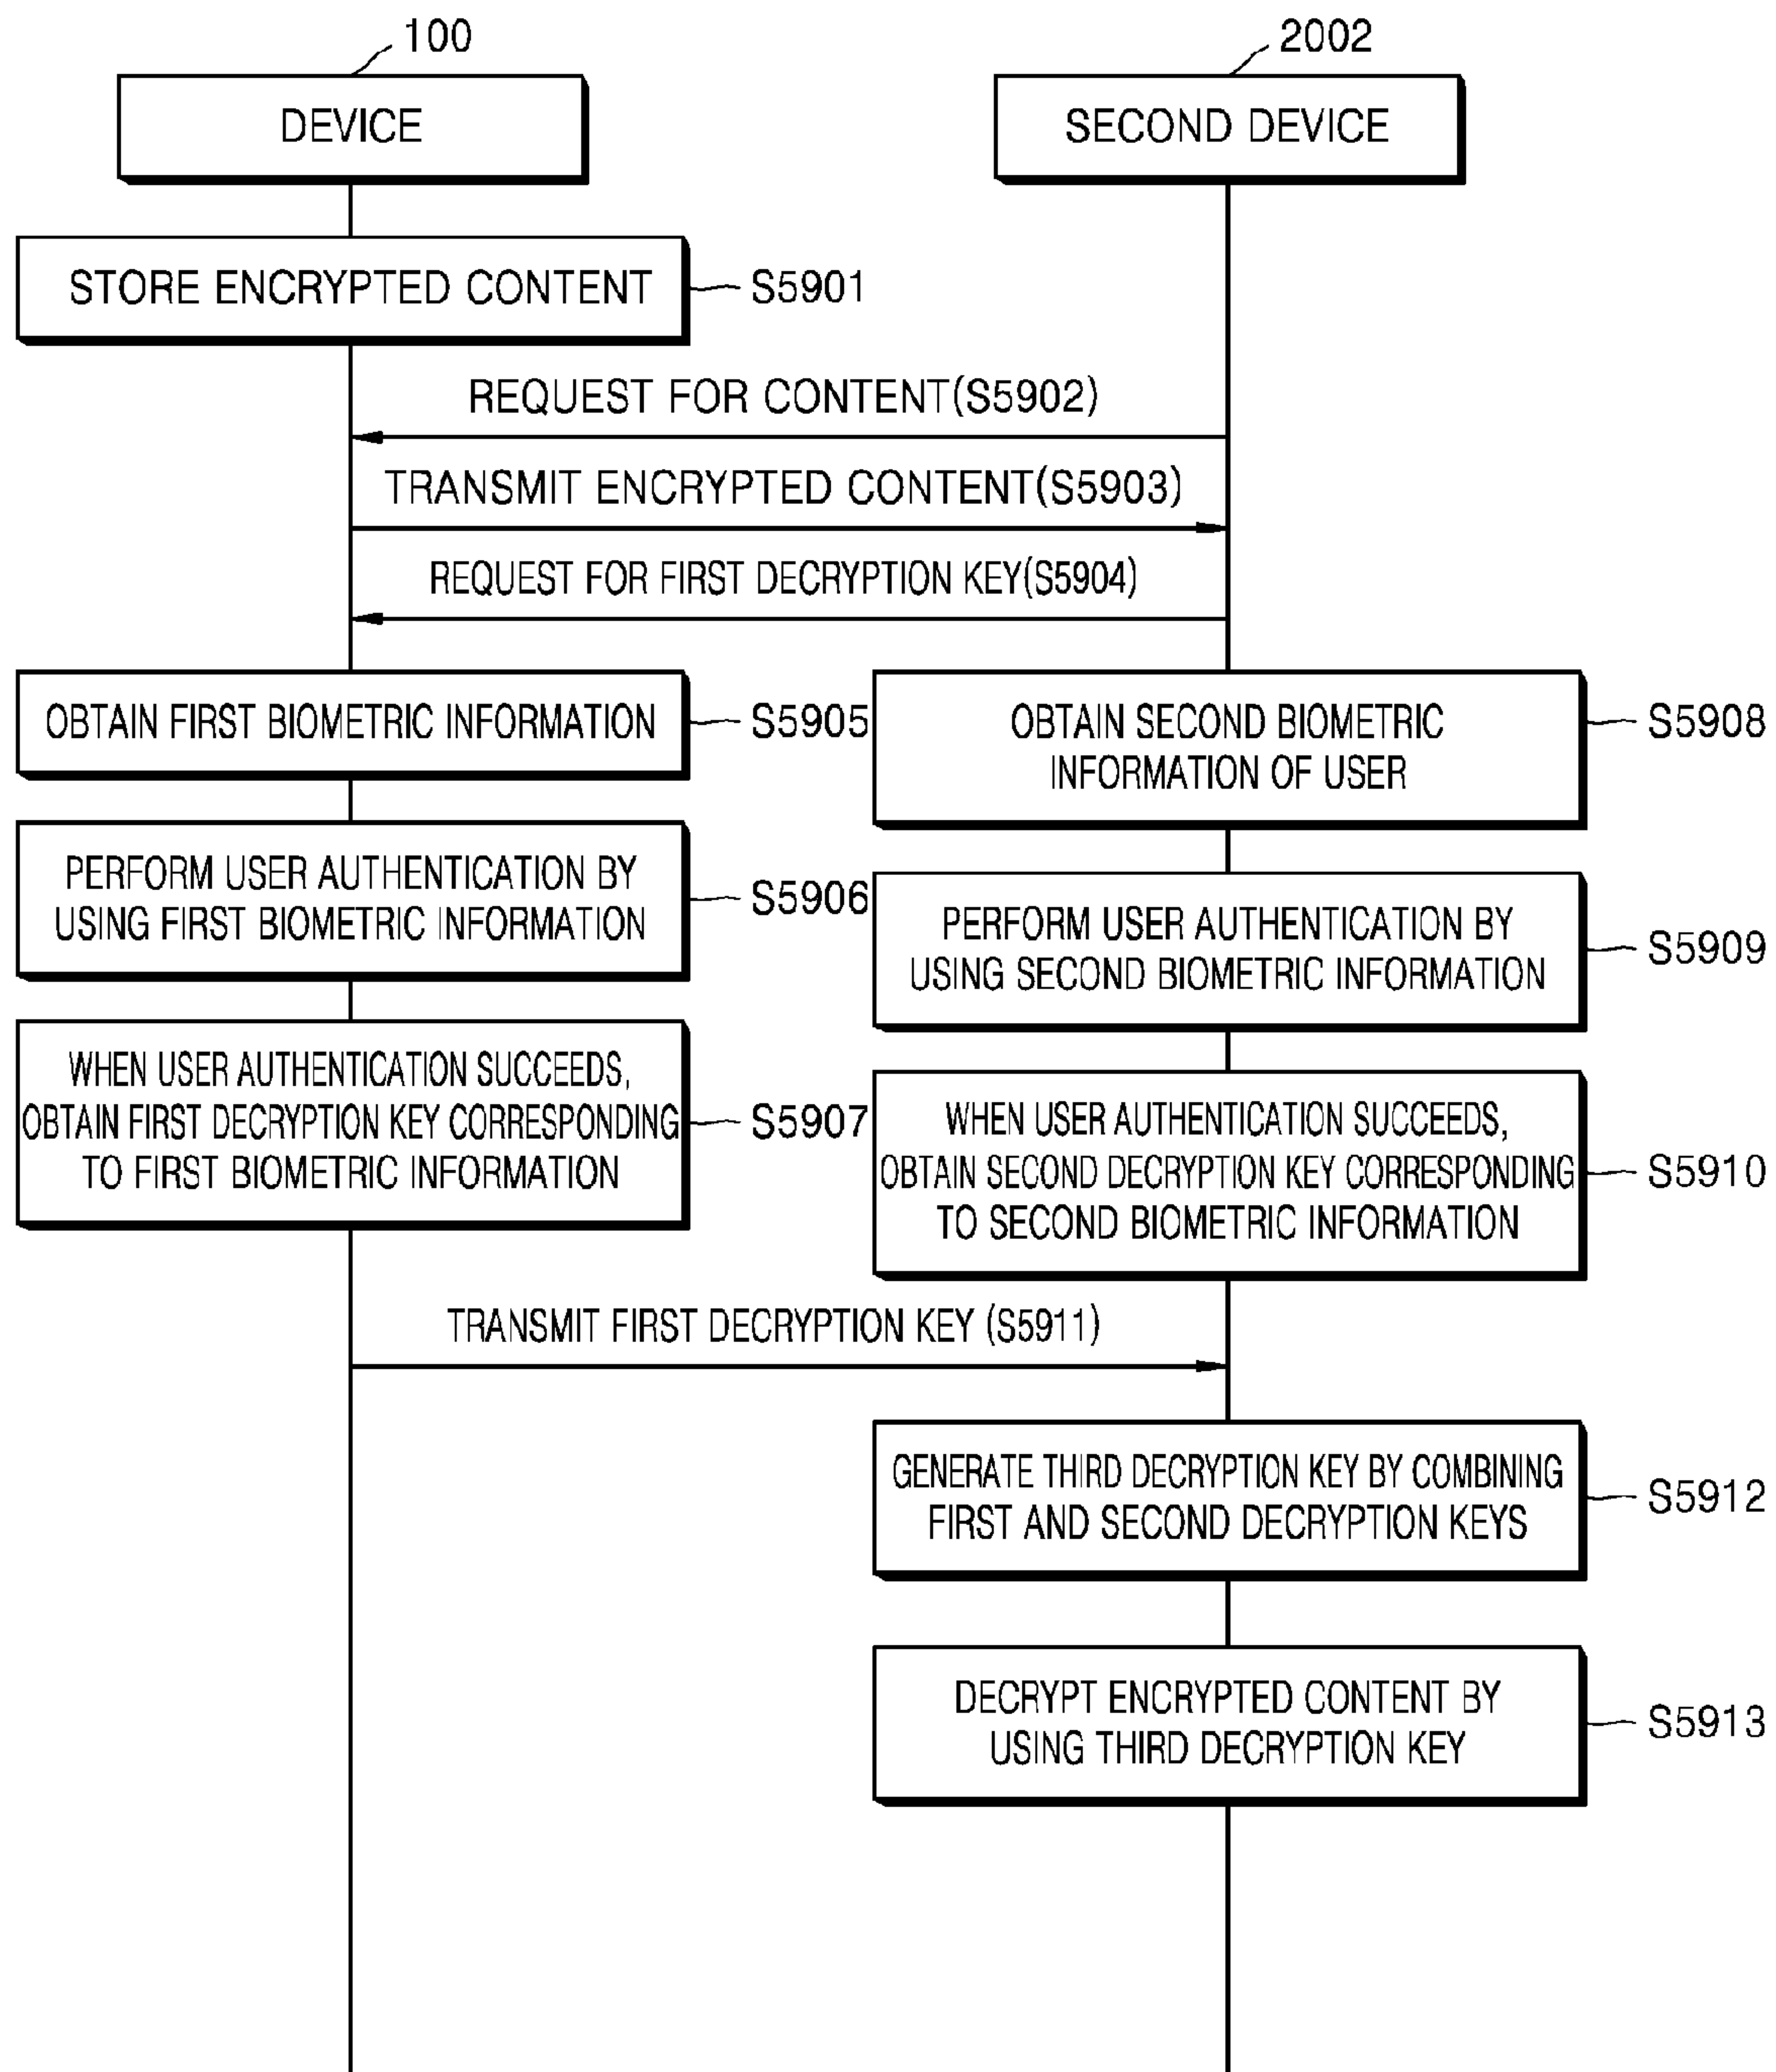 100
2002
DEVICE
SECOND DEVICE
STORE ENCRYPTED CONTENT
S5901
REQUEST FOR CONTENT(S5902)
TRANSMIT ENCRYPTED CONTENT(S5903)
REQUEST FOR FIRST DECRYPTION KEY(S5904)
OBTAIN FIRST BIOMETRIC INFORMATION
S5905
OBTAIN SECOND BIOMETRIC
INFORMATION OF USER
S5908
PERFORM USER AUTHENTICATION BY
USING FIRST BIOMETRIC INFORMATION
S5906
PERFORM USER AUTHENTICATION BY
USING SECOND BIOMETRIC INFORMATION
S5909
WHEN USER AUTHENTICATION SUCCEEDS,
OBTAIN FIRST DECRYPTION KEY CORRESPONDING
TO FIRST BIOMETRIC INFORMATION
S5907
WHEN USER AUTHENTICATION SUCCEEDS,
OBTAIN SECOND DECRYPTION KEY CORRESPONDING
TO SECOND BIOMETRIC INFORMATION
S5910
TRANSMIT FIRST DECRYPTION KEY (S5911)
GENERATE THIRD DECRYPTION KEY BY COMBINING
FIRST AND SECOND DECRYPTION KEYS
S5912
DECRYPT ENCRYPTED CONTENT BY
USING THIRD DECRYPTION KEY
S5913